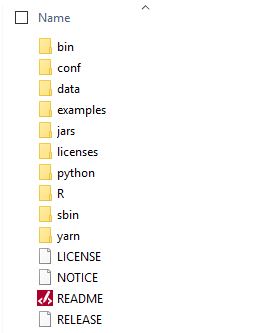 Name
bin
conf
data
examples
jars
licenses
python
R
sbin
yarn
LICENSE
NOTICE
README
RELEASE